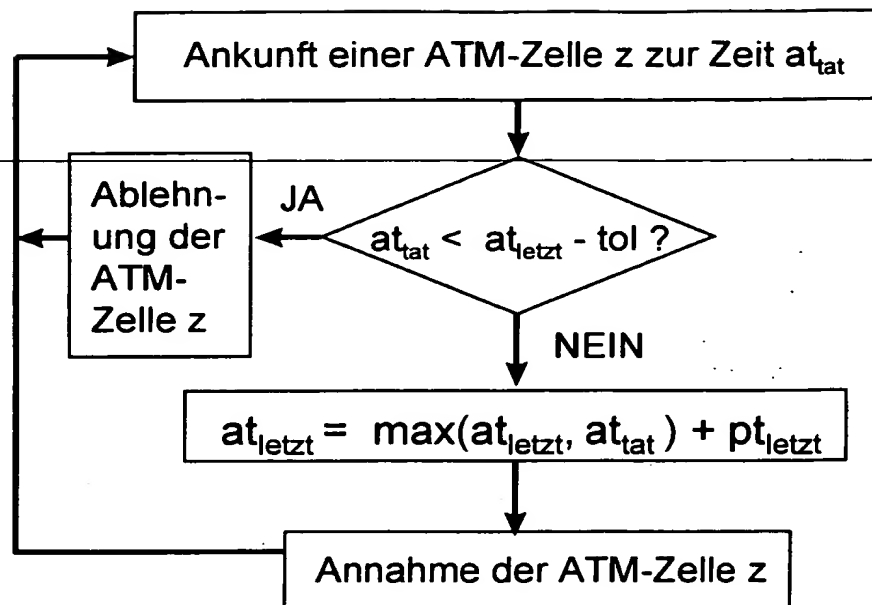 Ankunft einer ATM-Zelle z zur Zeit at_tat
Ablehn-
ung der
ATM-
Zelle z
JA
at_tat < at_letzt - tol ?
NEIN
at_letzt = max(at_letzt, at_tat ) + pt_letzt
Annahme der ATM-Zelle z